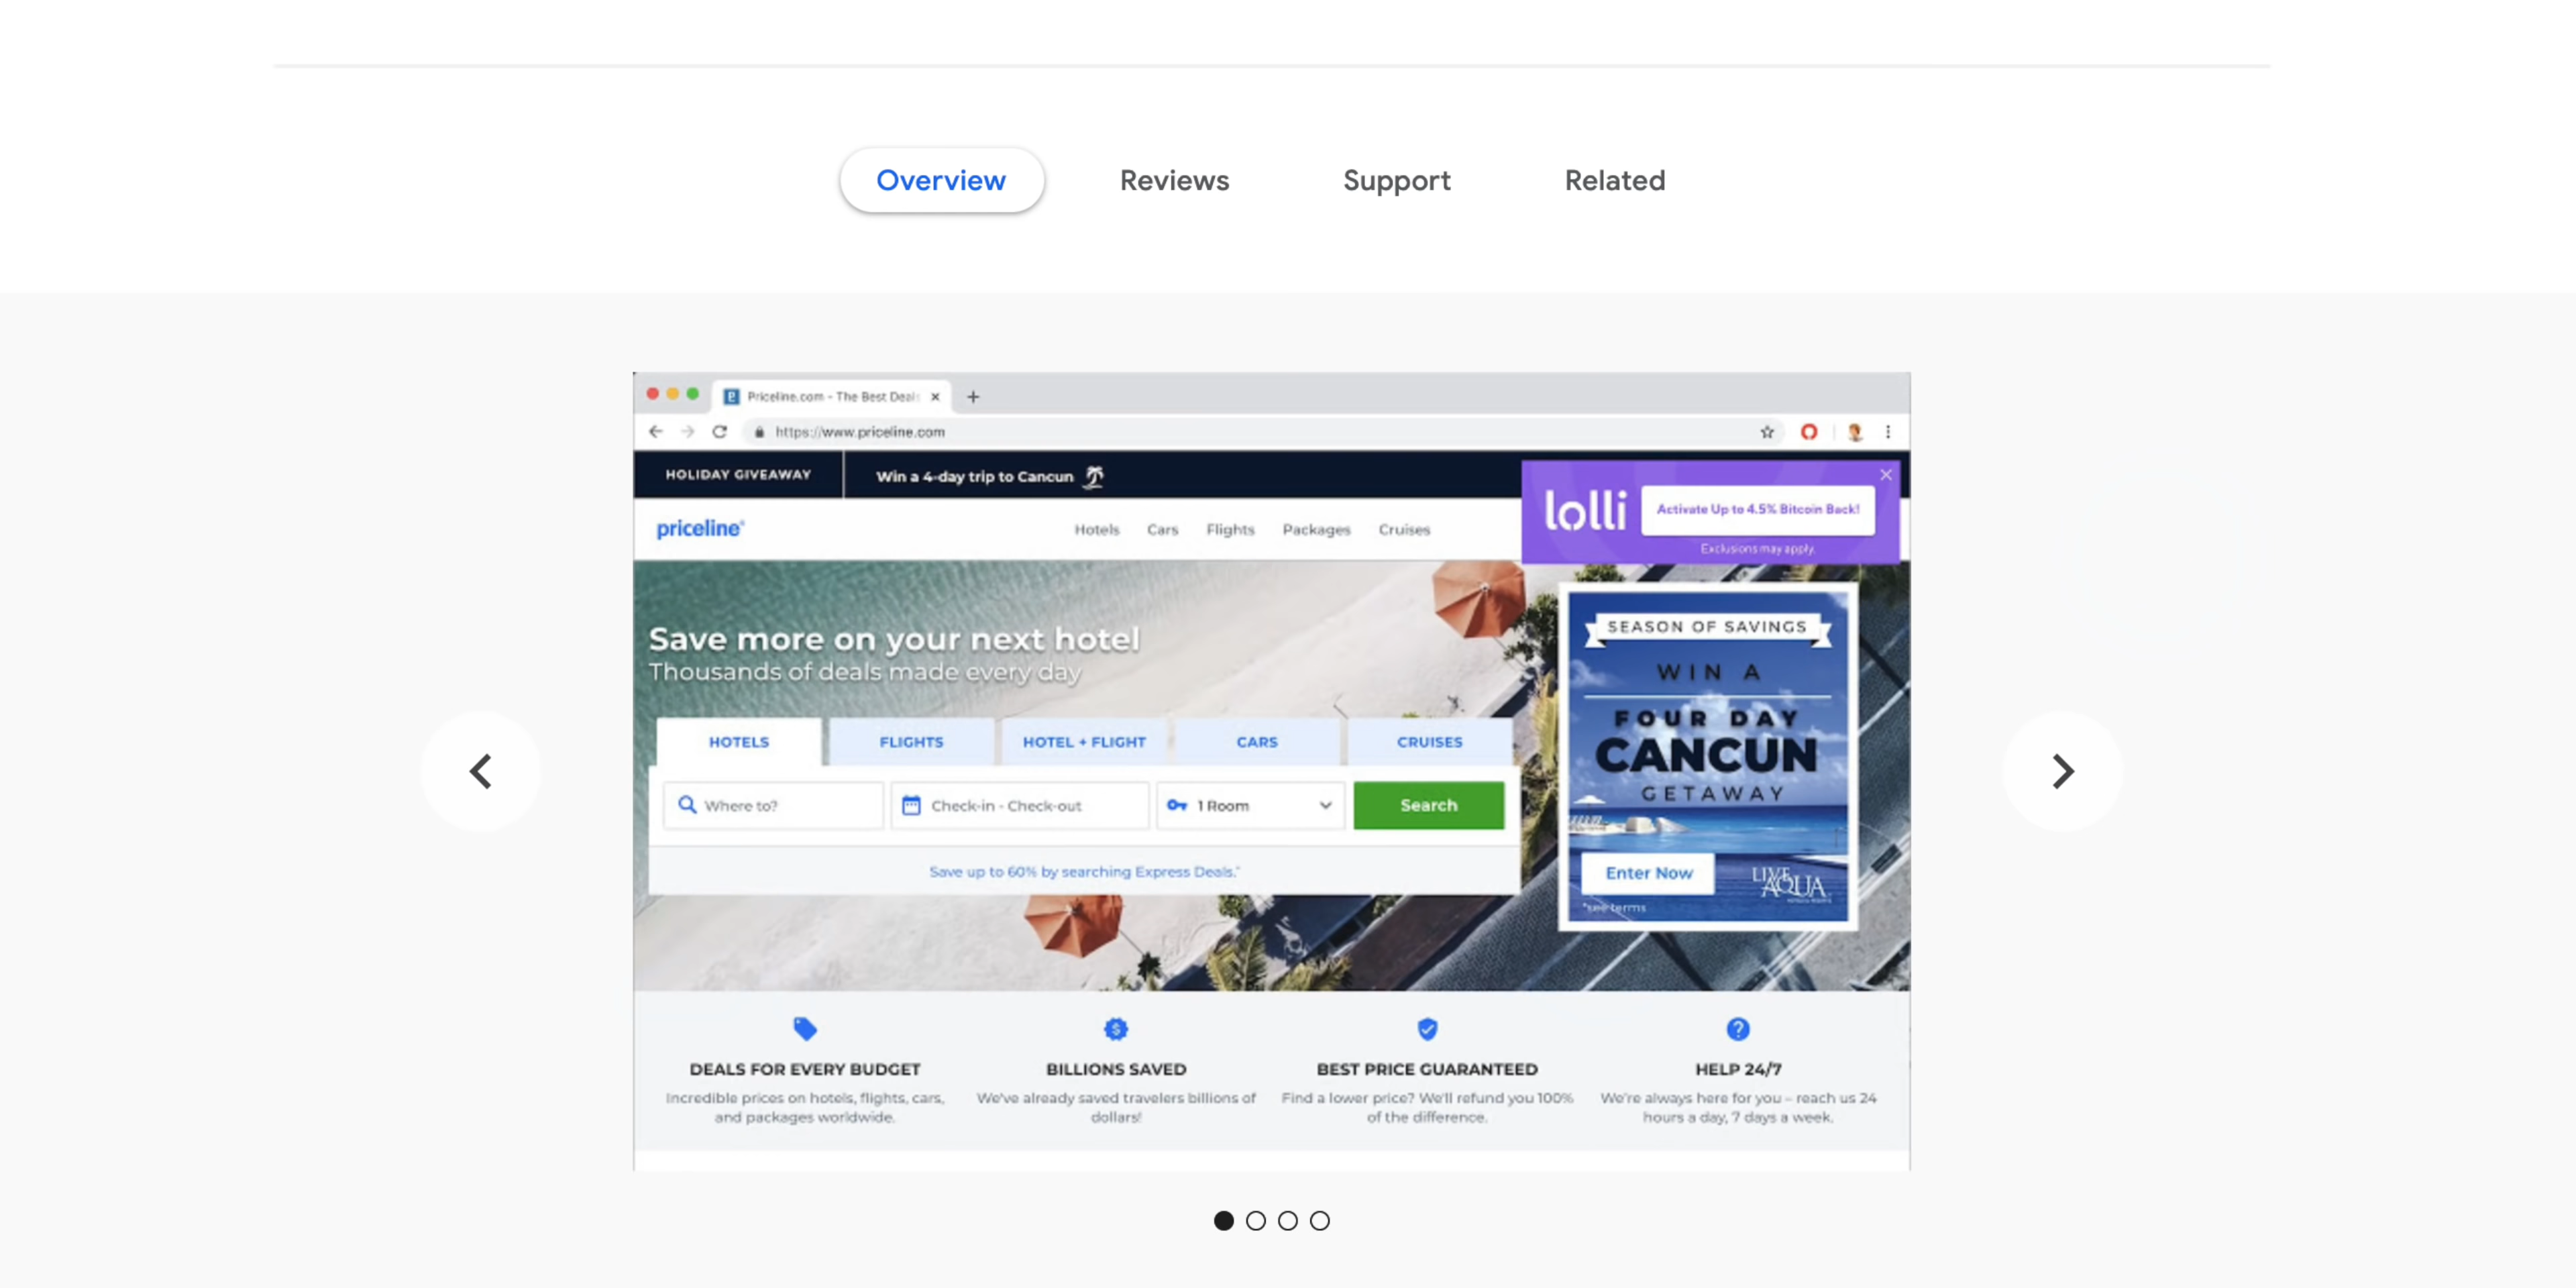 Overview Reviews Support Related
Priceline.com - The Best Deals
https://www.priceline.com
HOLIDAY GIVEAWAY Win a 4-day trip to Cancun
priceline Hotels Cars Flights Packages Cruises
lolli Activate Up to 4.5% Bitcoin Back!
Exclusions may apply.
Save more on your next hotel
Thousands of deals made every day
HOTELS FLIGHTS HOTEL + FLIGHT CARS CRUISES
Where to? Check-in - Check-out 1 Room Search
Save up to 60% by searching Express Deals.*
SEASON OF SAVINGS
WIN A
FOUR DAY
CANCUN
GETAWAY
Enter Now LIVE AQUA
*see terms
DEALS FOR EVERY BUDGET
Incredible prices on hotels, flights, cars,
and packages worldwide.
BILLIONS SAVED
We've already saved travelers billions of
dollars!
BEST PRICE GUARANTEED
Find a lower price? We'll refund you 100%
of the difference.
HELP 24/7
We're always here for you – reach us 24
hours a day, 7 days a week.